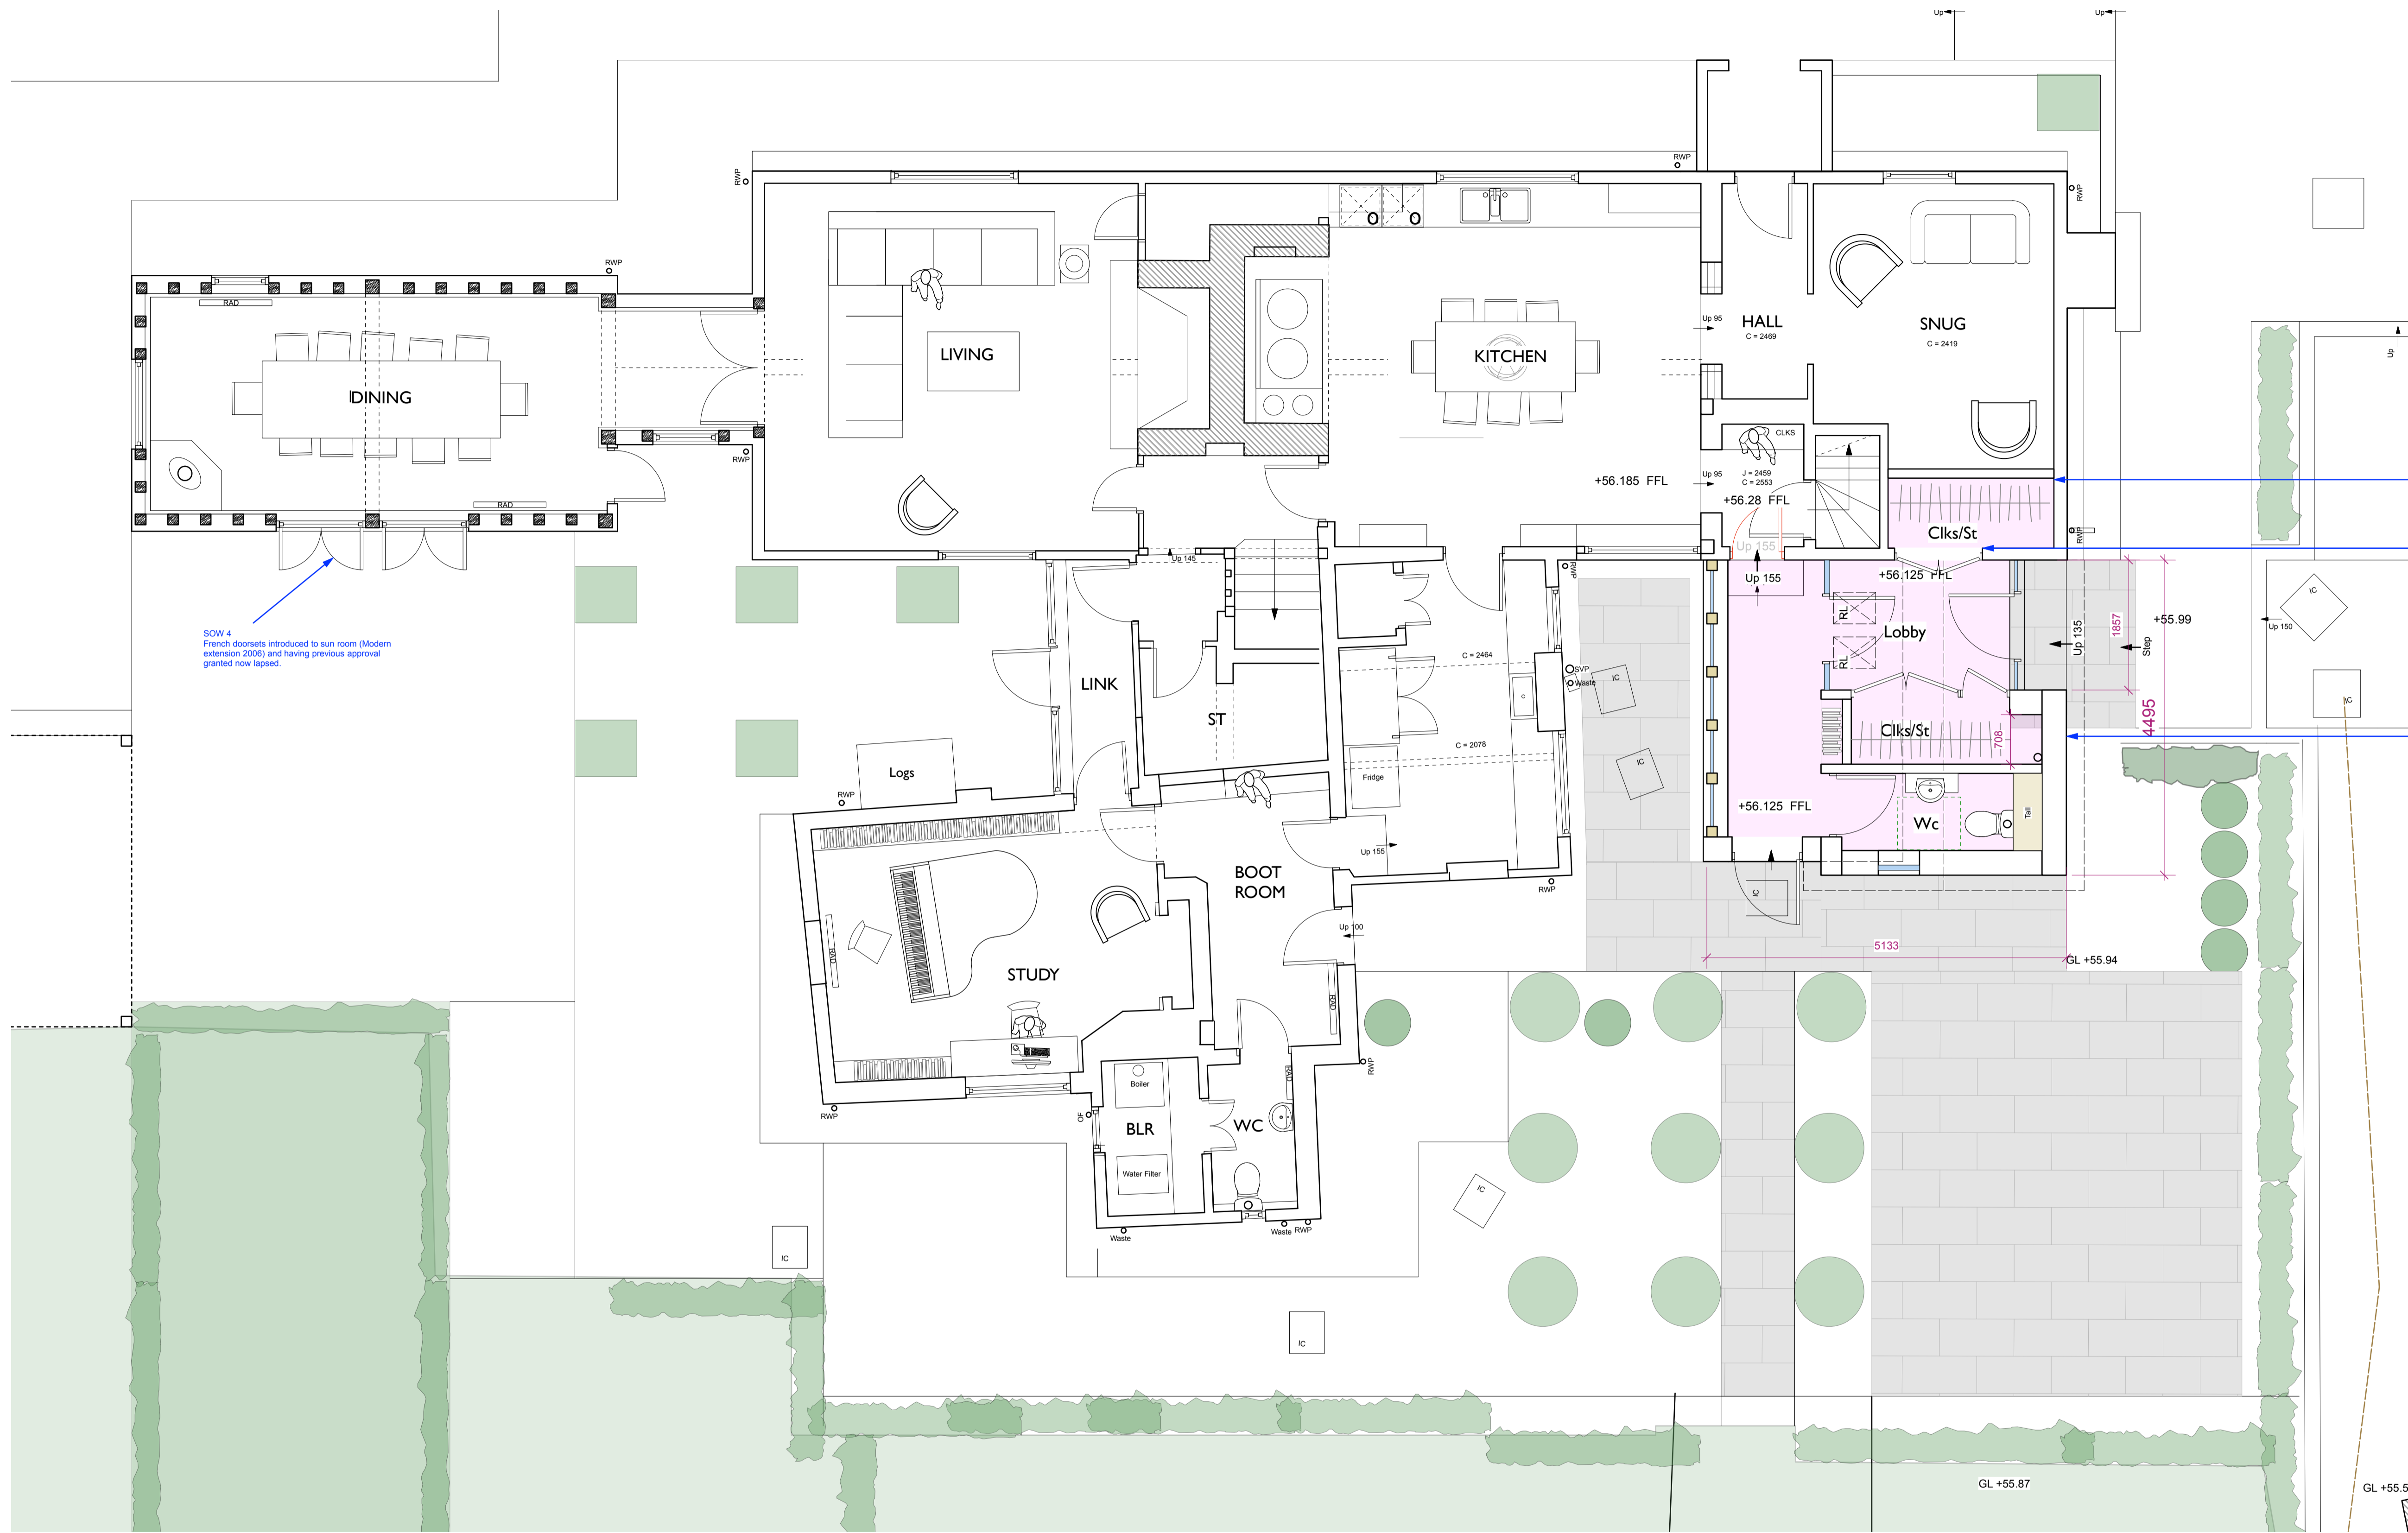 Up
Up
RWP
RWP
RWP
RWP
RAD
DINING
RAD
RWP
LIVING
RWP
KITCHEN
Up 95
HALL
C = 2469
SNUG
C = 2419
CLKS
Up 95
J = 2459
C = 2553
+56.185 FFL
+56.28 FFL
Clks/St
RWP
Up 155
Up 155
+56.125 FFL
Up 145
RWP
RL
RL
Lobby
Up 135
Step
1857
+55.99
4495
Up
Up 150
IC
IC
SOW 4
French doorsets introduced to sun room (Modern
extension 2006) and having previous approval
granted now lapsed.
LINK
ST
C = 2464
SVP
Waste
IC
IC
C = 2078
Fridge
Clks/St
708
Logs
RWP
+56.125 FFL
Wc
Tall
Up 155
BOOT
ROOM
RWP
IC
Up 100
5133
GL +55.94
RAD
STUDY
RAD
RWP
RWP
OF
Boiler
RAD
BLR
WC
Water Filter
Waste
Waste
RWP
IC
IC
IC
GL +55.87
GL +55.5